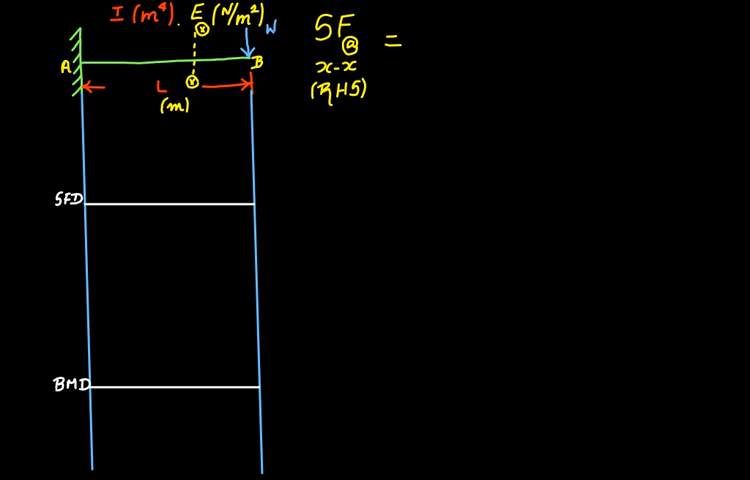 I (m⁴). E (N/m²) W
A B
x
x
L
(m)
SF@ =
x-x
(RHS)
SFD
BMD